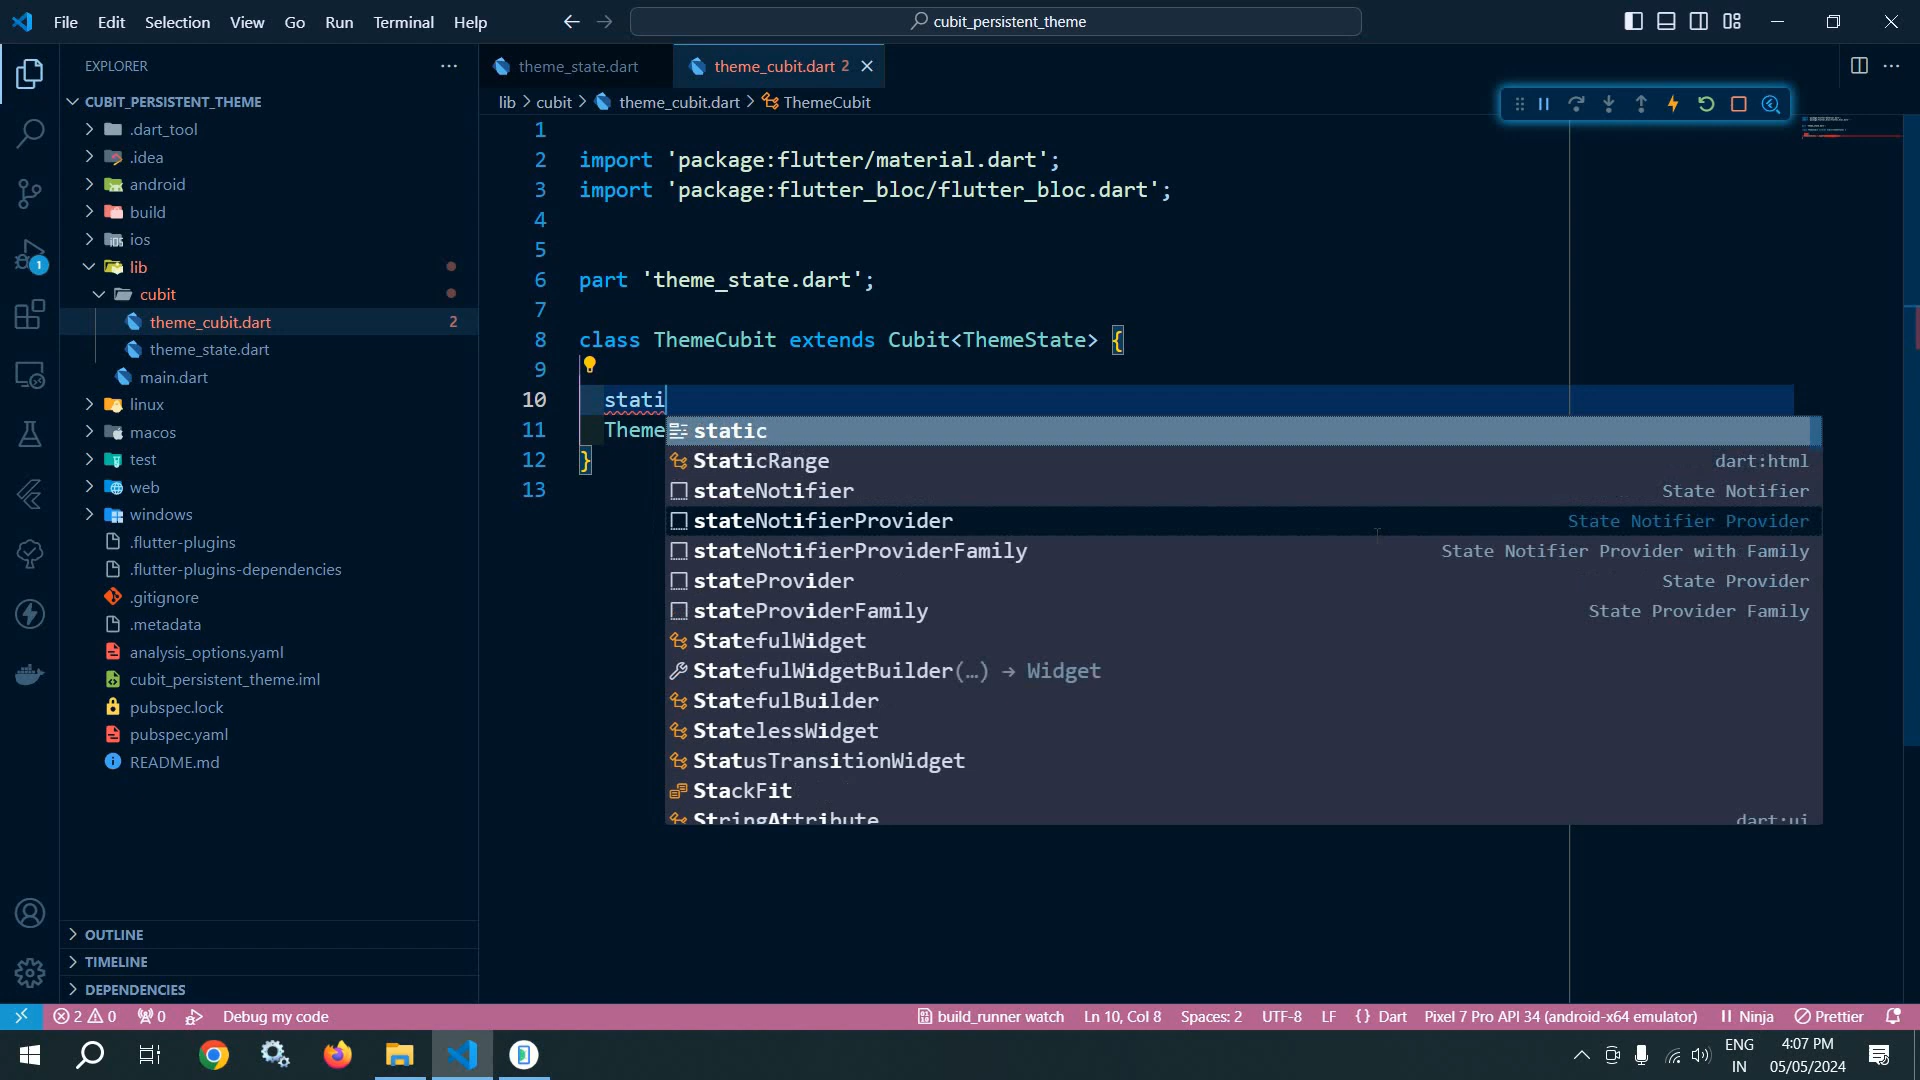 File Edit Selection View Go Run Terminal Help
cubit_persistent_theme
EXPLORER
CUBIT_PERSISTENT_THEME
.dart_tool
.idea
android
build
ios
lib
cubit
theme_cubit.dart 2
theme_state.dart
main.dart
linux
macos
test
web
windows
.flutter-plugins
.flutter-plugins-dependencies
.gitignore
.metadata
analysis_options.yaml
cubit_persistent_theme.iml
pubspec.lock
pubspec.yaml
README.md
OUTLINE
TIMELINE
DEPENDENCIES
1
theme_state.dart
theme_cubit.dart 2
lib > cubit > theme_cubit.dart > ThemeCubit
1
2 import 'package:flutter/material.dart';
3 import 'package:flutter_bloc/flutter_bloc.dart';
4
5
6 part 'theme_state.dart';
7
8 class ThemeCubit extends Cubit<ThemeState> {
9
10 stati
11 Theme
12 }
13
static
StaticRange dart:html
stateNotifier State Notifier
stateNotifierProvider State Notifier Provider
stateNotifierProviderFamily State Notifier Provider with Family
stateProvider State Provider
stateProviderFamily State Provider Family
StatefulWidget
StatefulWidgetBuilder(…) → Widget
StatefulBuilder
StatelessWidget
StatusTransitionWidget
StackFit
StringAttribute dart:ui
2 0 0 Debug my code build_runner watch Ln 10, Col 8 Spaces: 2 UTF-8 LF {} Dart Pixel 7 Pro API 34 (android-x64 emulator) Ninja Prettier
ENG
IN
4:07 PM
05/05/2024